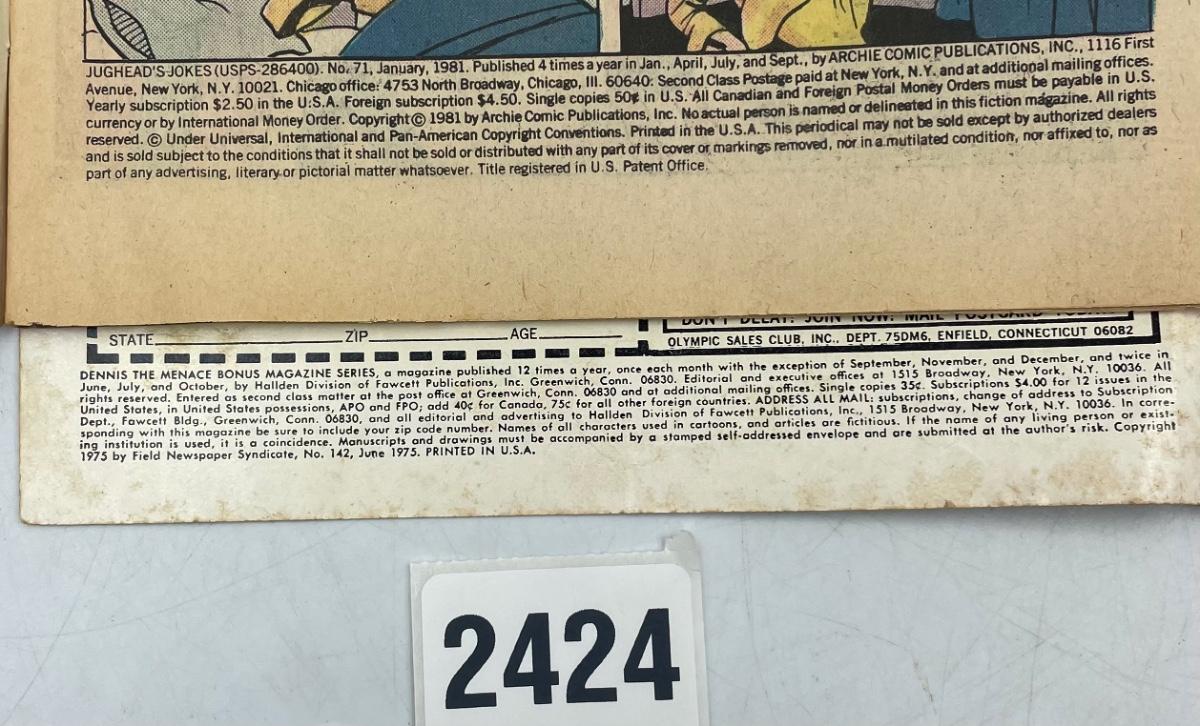 JUGHEAD'S JOKES (USPS-286400). No. 71, January, 1981. Published 4 times a year in Jan., April, July, and Sept., by ARCHIE COMIC PUBLICATIONS, INC., 1116 First
Avenue, New York, N.Y. 10021. Chicago office: 4753 North Broadway, Chicago, Ill. 60640. Second Class Postage paid at New York, N.Y. and at additional mailing offices.
Yearly subscription $2.50 in the U.S.A. Foreign subscription $4.50. Single copies 50¢ in U.S. All Canadian and Foreign Postal Money Orders must be payable in U.S.
currency or by International Money Order. Copyright © 1981 by Archie Comic Publications, Inc. No actual person is named or delineated in this fiction magazine. All rights
reserved. © Under Universal, International and Pan-American Copyright Conventions. Printed in the U.S.A. This periodical may not be sold except by authorized dealers
and is sold subject to the conditions that it shall not be sold or distributed with any part of its cover or markings removed, nor in a mutilated condition, nor affixed to, nor as
part of any advertising, literary or pictorial matter whatsoever. Title registered in U.S. Patent Office.
DON'T DELAY! JOIN NOW! MAIL POSTCARD TODAY
STATE ZIP AGE
OLYMPIC SALES CLUB, INC., DEPT. 75DM6, ENFIELD, CONNECTICUT 06082
DENNIS THE MENACE BONUS MAGAZINE SERIES, a magazine published 12 times a year, once each month with the exception of September, November, and December, and twice in
June, July, and October, by Hallden Division of Fawcett Publications, Inc. Greenwich, Conn. 06830. Editorial and executive offices at 1515 Broadway, New York, N.Y. 10036. All
rights reserved. Entered as second class matter at the post office at Greenwich, Conn. 06830 and at additional mailing offices. Single copies 35¢. Subscriptions $4.00 for 12 issues in the
United States, in United States possessions, APO and FPO; add 40¢ for Canada, 75¢ for all other foreign countries. ADDRESS ALL MAIL: subscriptions, change of address to Subscription
Dept., Fawcett Bldg., Greenwich, Conn. 06830, and all editorial and advertising to Hallden Division of Fawcett Publications, Inc., 1515 Broadway, New York, N.Y. 10036. In corre-
sponding with this magazine be sure to include your zip code number. Names of all characters used in cartoons, and articles are fictitious. If the name of any living person or exist-
ing institution is used, it is a coincidence. Manuscripts and drawings must be accompanied by a stamped self-addressed envelope and are submitted at the author's risk. Copyright
1975 by Field Newspaper Syndicate, No. 142, June 1975. PRINTED IN U.S.A.
2424